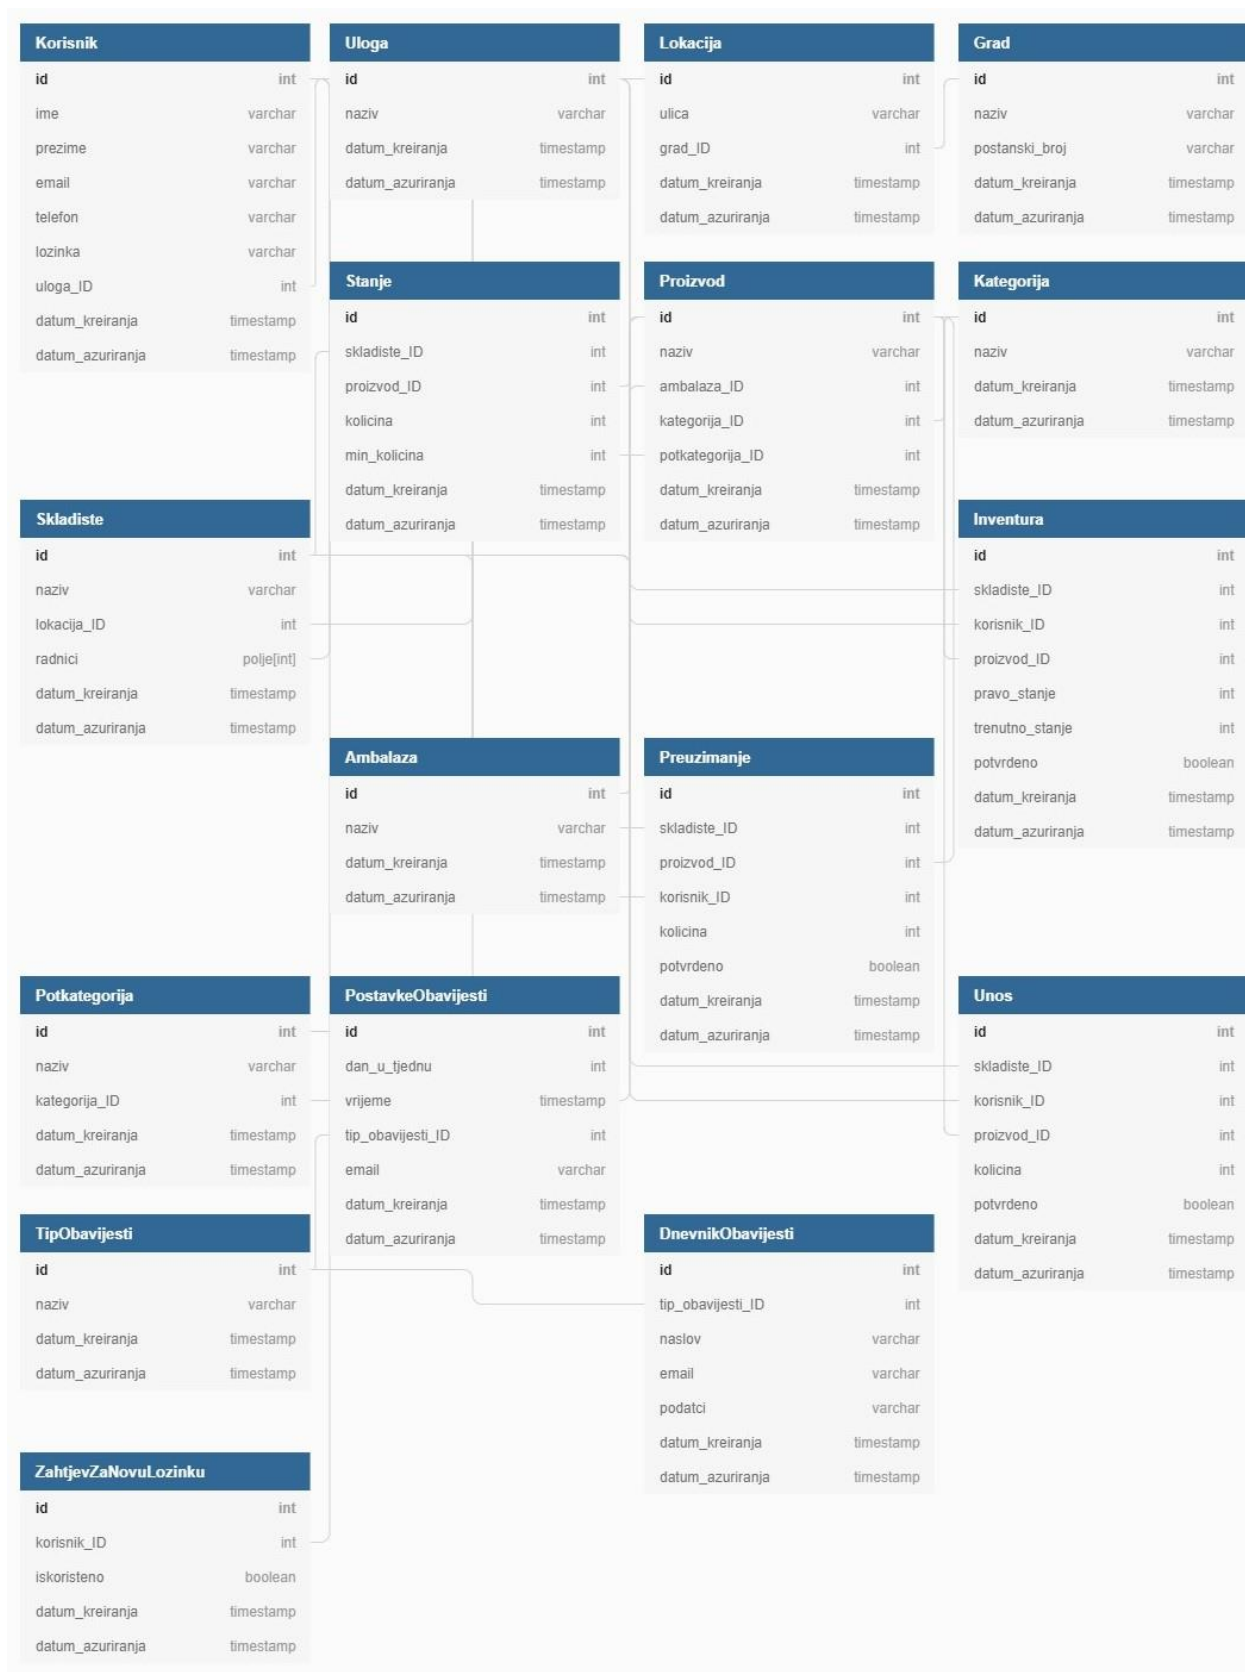 Korisnik
id int
ime varchar
prezime varchar
email varchar
telefon varchar
lozinka varchar
uloga_ID int
datum_kreiranja timestamp
datum_azuriranja timestamp
Uloga
id int
naziv varchar
datum_kreiranja timestamp
datum_azuriranja timestamp
Lokacija
id int
ulica varchar
grad_ID int
datum_kreiranja timestamp
datum_azuriranja timestamp
Grad
id int
naziv varchar
postanski_broj varchar
datum_kreiranja timestamp
datum_azuriranja timestamp
Stanje
id int
skladiste_ID int
proizvod_ID int
kolicina int
min_kolicina int
datum_kreiranja timestamp
datum_azuriranja timestamp
Proizvod
id int
naziv varchar
ambalaza_ID int
kategorija_ID int
potkategorija_ID int
datum_kreiranja timestamp
datum_azuriranja timestamp
Kategorija
id int
naziv varchar
datum_kreiranja timestamp
datum_azuriranja timestamp
Skladiste
id int
naziv varchar
lokacija_ID int
radnici polje[int]
datum_kreiranja timestamp
datum_azuriranja timestamp
Inventura
id int
skladiste_ID int
korisnik_ID int
proizvod_ID int
pravo_stanje int
trenutno_stanje int
potvrdeno boolean
datum_kreiranja timestamp
datum_azuriranja timestamp
Ambalaza
id int
naziv varchar
datum_kreiranja timestamp
datum_azuriranja timestamp
Preuzimanje
id int
skladiste_ID int
proizvod_ID int
korisnik_ID int
kolicina int
potvrdeno boolean
datum_kreiranja timestamp
datum_azuriranja timestamp
Potkategorija
id int
naziv varchar
kategorija_ID int
datum_kreiranja timestamp
datum_azuriranja timestamp
PostavkeObavijesti
id int
dan_u_tjednu int
vrijeme timestamp
tip_obavijesti_ID int
email varchar
datum_kreiranja timestamp
datum_azuriranja timestamp
Unos
id int
skladiste_ID int
korisnik_ID int
proizvod_ID int
kolicina int
potvrdeno boolean
datum_kreiranja timestamp
datum_azuriranja timestamp
TipObavijesti
id int
naziv varchar
datum_kreiranja timestamp
datum_azuriranja timestamp
DnevnikObavijesti
id int
tip_obavijesti_ID int
naslov varchar
email varchar
podatci varchar
datum_kreiranja timestamp
datum_azuriranja timestamp
ZahtjevZaNovuLozinku
id int
korisnik_ID int
iskoristeno boolean
datum_kreiranja timestamp
datum_azuriranja timestamp